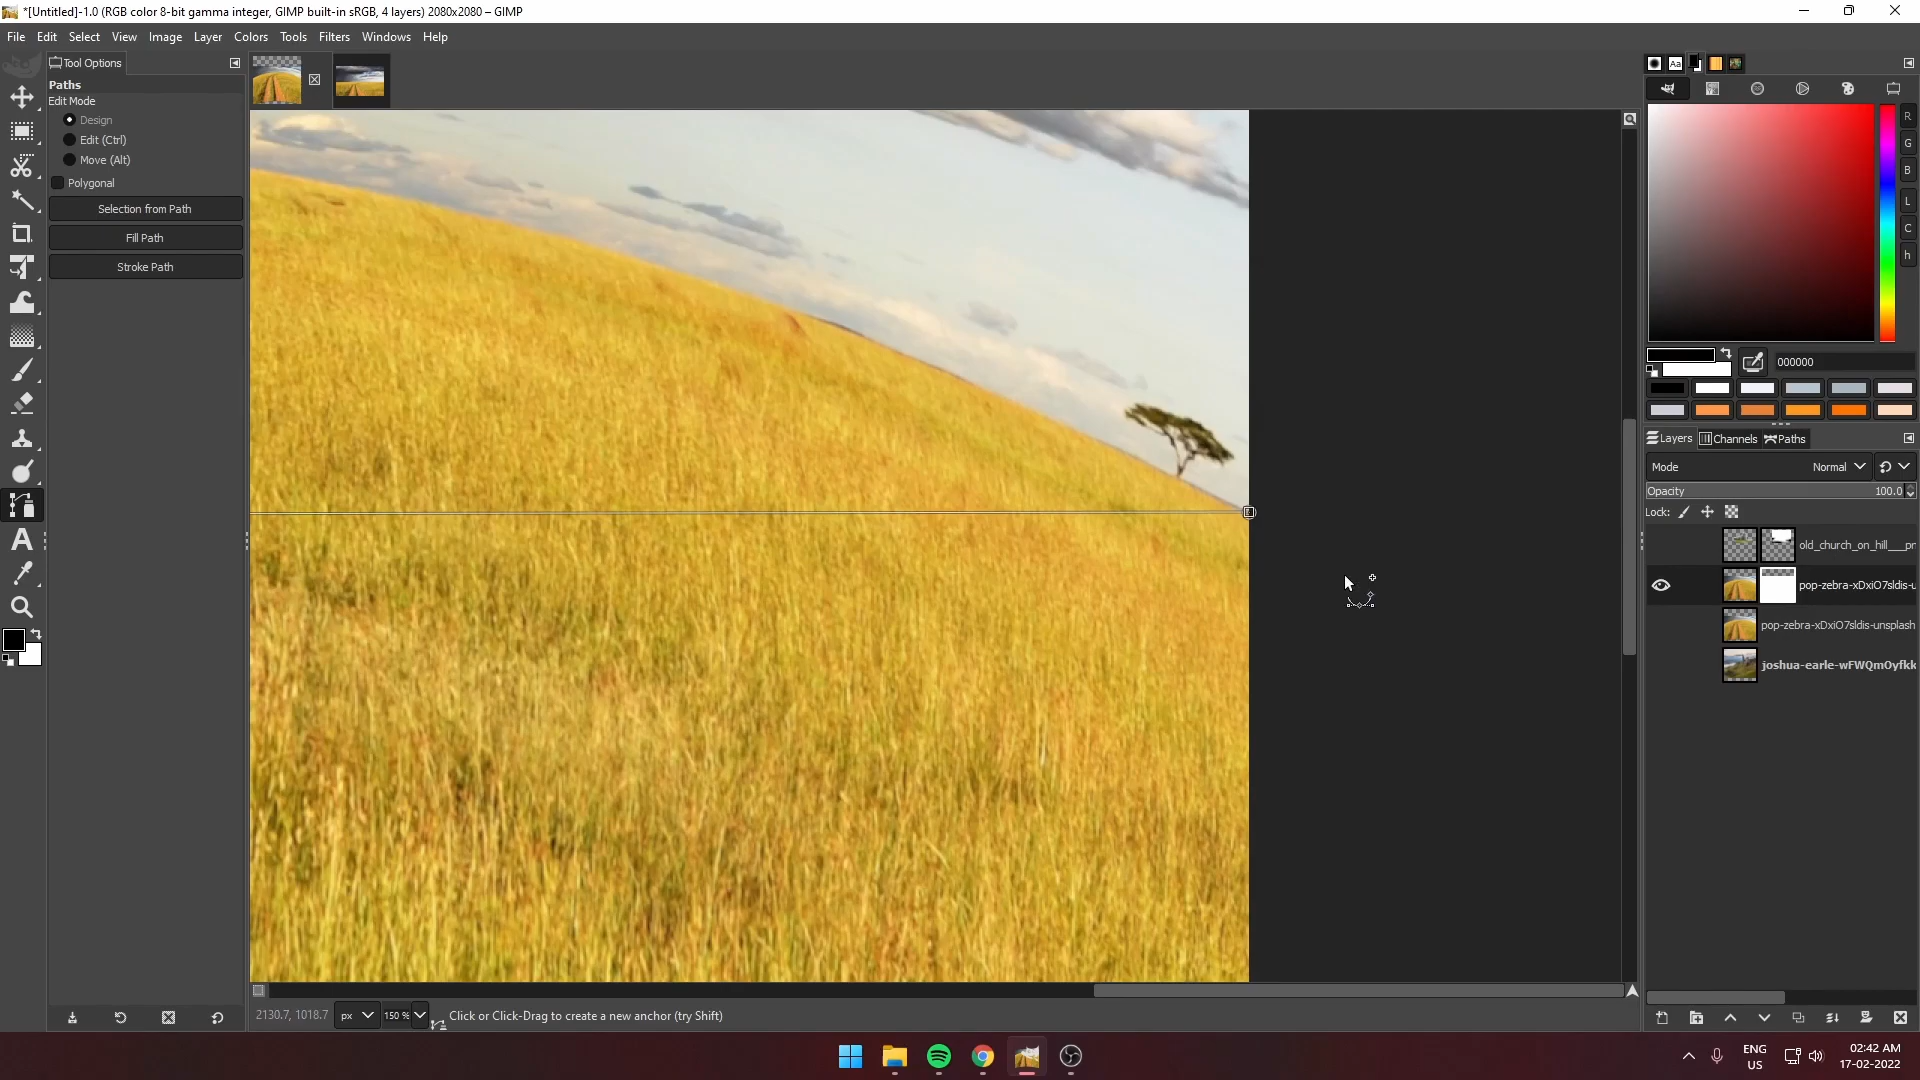 *[Untitled]-1.0 (RGB color 8-bit gamma integer, GIMP built-in sRGB, 4 layers) 2080x2080 – GIMP
File Edit Select View Image Layer Colors Tools Filters Windows Help
Tool Options
Paths
Edit Mode
Design
Edit (Ctrl)
Move (Alt)
Polygonal
Selection from Path
Fill Path
Stroke Path
Aa
R
G
B
L
C
h
000000
Layers Channels Paths
Mode Normal
Opacity 100.0
Lock:
old_church_on_hill___pr
pop-zebra-xDxiO7sldis-u
pop-zebra-xDxiO7sldis-unsplash
joshua-earle-wFWQmOyfkk
2130.7, 1018.7 px 150 % Click or Click-Drag to create a new anchor (try Shift)
ENG
US
02:42 AM
17-02-2022